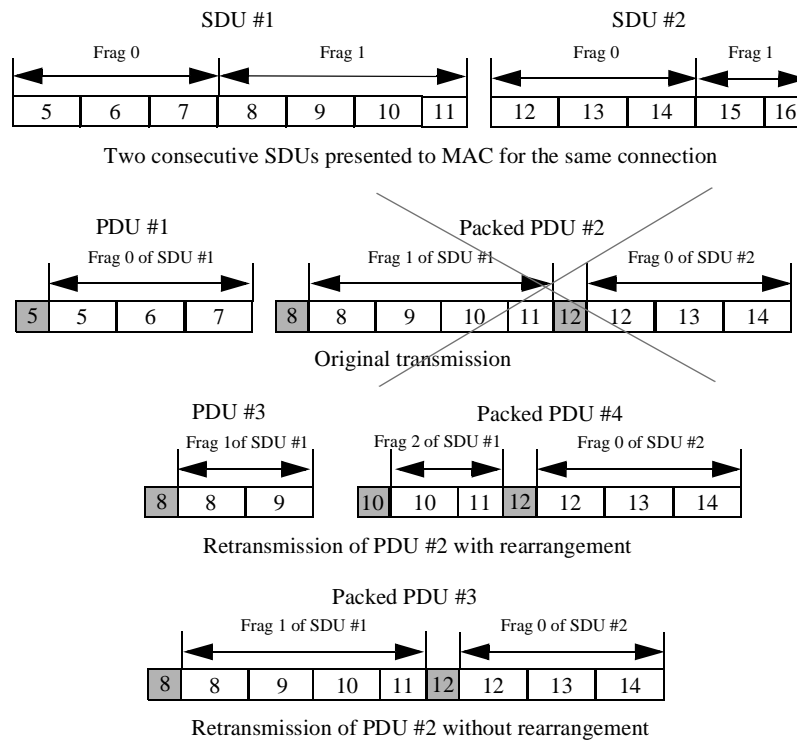 SDU #1 SDU #2
Frag 0 Frag 1 Frag 0 Frag 1
5 6 7 8 9 10 11 12 13 14 15 16
Two consecutive SDUs presented to MAC for the same connection
PDU #1 Packed PDU #2
Frag 0 of SDU #1 Frag 1 of SDU #1 Frag 0 of SDU #2
5 5 6 7 8 8 9 10 11 12 12 13 14
Original transmission
PDU #3 Packed PDU #4
Frag 1of SDU #1 Frag 2 of SDU #1 Frag 0 of SDU #2
8 8 9 10 10 11 12 12 13 14
Retransmission of PDU #2 with rearrangement
Packed PDU #3
Frag 1 of SDU #1 Frag 0 of SDU #2
8 8 9 10 11 12 12 13 14
Retransmission of PDU #2 without rearrangement